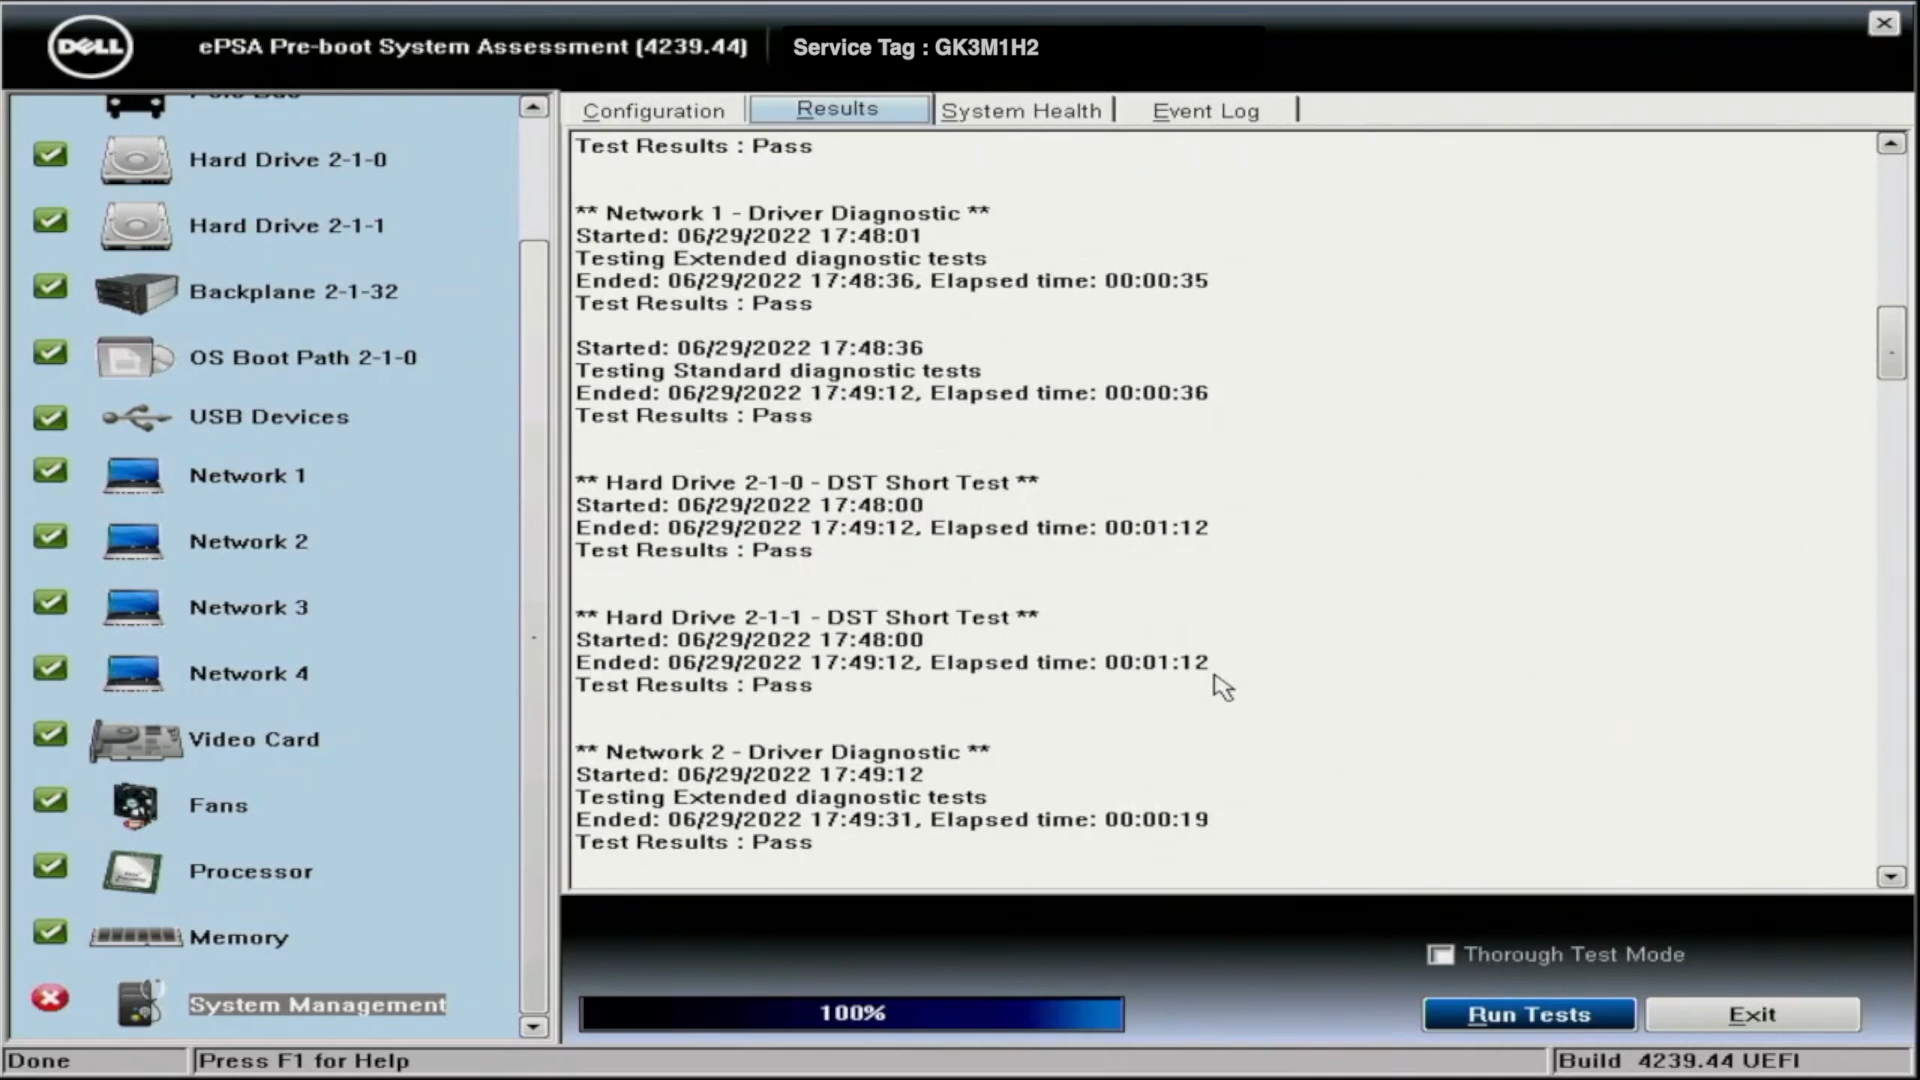 DELL
ePSA Pre-boot System Assessment (4239.44)
Service Tag : GK3M1H2
Hard Drive 2-1-0
Hard Drive 2-1-1
Backplane 2-1-32
OS Boot Path 2-1-0
USB Devices
Network 1
Network 2
Network 3
Network 4
Video Card
Fans
Processor
Memory
System Management
Configuration
Results
System Health
Event Log
Test Results : Pass
** Network 1 - Driver Diagnostic **
Started: 06/29/2022 17:48:01
Testing Extended diagnostic tests
Ended: 06/29/2022 17:48:36, Elapsed time: 00:00:35
Test Results : Pass
Started: 06/29/2022 17:48:36
Testing Standard diagnostic tests
Ended: 06/29/2022 17:49:12, Elapsed time: 00:00:36
Test Results : Pass
** Hard Drive 2-1-0 - DST Short Test **
Started: 06/29/2022 17:48:00
Ended: 06/29/2022 17:49:12, Elapsed time: 00:01:12
Test Results : Pass
** Hard Drive 2-1-1 - DST Short Test **
Started: 06/29/2022 17:48:00
Ended: 06/29/2022 17:49:12, Elapsed time: 00:01:12
Test Results : Pass
** Network 2 - Driver Diagnostic **
Started: 06/29/2022 17:49:12
Testing Extended diagnostic tests
Ended: 06/29/2022 17:49:31, Elapsed time: 00:00:19
Test Results : Pass
Thorough Test Mode
100%
Run Tests
Exit
Done
Press F1 for Help
Build 4239.44 UEFI